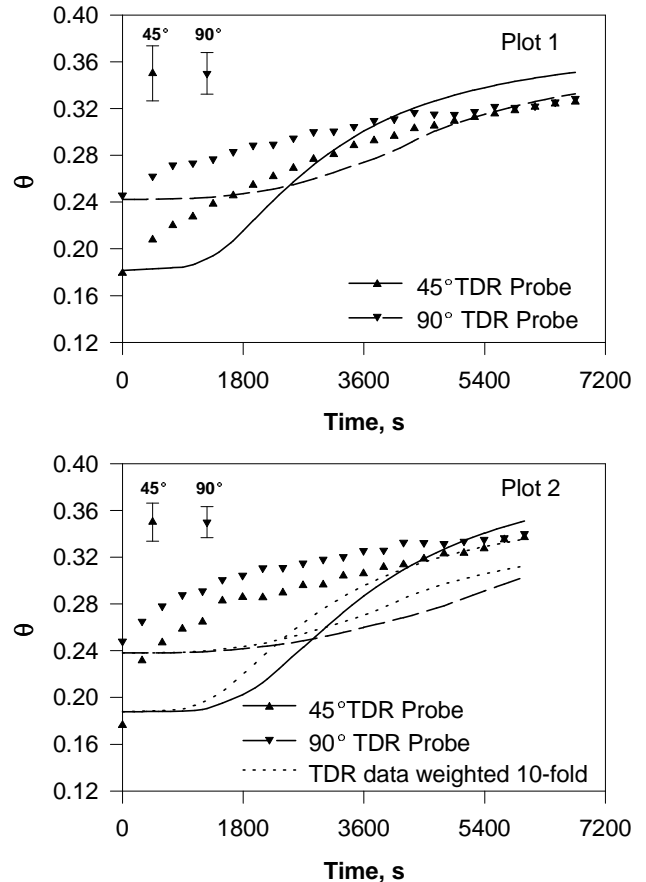 0.40
45° 90°
Plot 1
0.36
0.32
0.28
θ
0.24
0.20
0.16
45°TDR Probe
90° TDR Probe
0.12
0 1800 3600 5400 7200
Time, s
0.40
45° 90°
Plot 2
0.36
0.32
0.28
θ
0.24
0.20
0.16
45°TDR Probe
90° TDR Probe
TDR data weighted 10-fold
0.12
0 1800 3600 5400 7200
Time, s